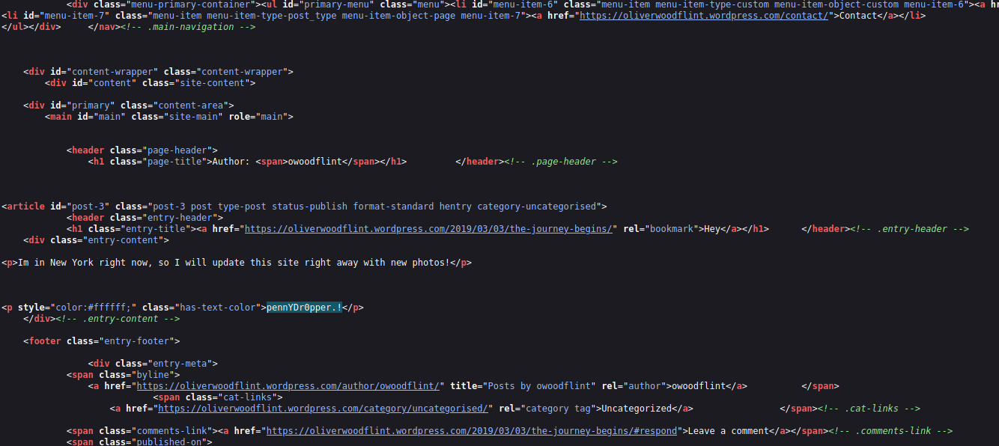 <div class="menu-primary-container"><ul id="primary-menu" class="menu"><li id="menu-item-6" class="menu-item menu-item-type-custom menu-item-object-custom menu-item-6"><a hr
<li id="menu-item-7" class="menu-item menu-item-type-post_type menu-item-object-page menu-item-7"><a href="https://oliverwoodflint.wordpress.com/contact/">Contact</a></li>
</ul></div> </nav><!-- .main-navigation -->
<div id="content-wrapper" class="content-wrapper">
<div id="content" class="site-content">
<div id="primary" class="content-area">
<main id="main" class="site-main" role="main">
<header class="page-header">
<h1 class="page-title">Author: <span>owoodflint</span></h1> </header><!-- .page-header -->
<article id="post-3" class="post-3 post type-post status-publish format-standard hentry category-uncategorised">
<header class="entry-header">
<h1 class="entry-title"><a href="https://oliverwoodflint.wordpress.com/2019/03/03/the-journey-begins/" rel="bookmark">Hey</a></h1> </header><!-- .entry-header -->
<div class="entry-content">
<p>Im in New York right now, so I will update this site right away with new photos!</p>
<p style="color:#ffffff;" class="has-text-color">pennYDr0pper.!</p>
</div><!-- .entry-content -->
<footer class="entry-footer">
<div class="entry-meta">
<span class="byline">
<a href="https://oliverwoodflint.wordpress.com/author/owoodflint/" title="Posts by owoodflint" rel="author">owoodflint</a> </span>
<span class="cat-links">
<a href="https://oliverwoodflint.wordpress.com/category/uncategorised/" rel="category tag">Uncategorized</a> </span><!-- .cat-links -->
<span class="comments-link"><a href="https://oliverwoodflint.wordpress.com/2019/03/03/the-journey-begins/#respond">Leave a comment</a></span><!-- .comments-link -->
<span class="published-on">